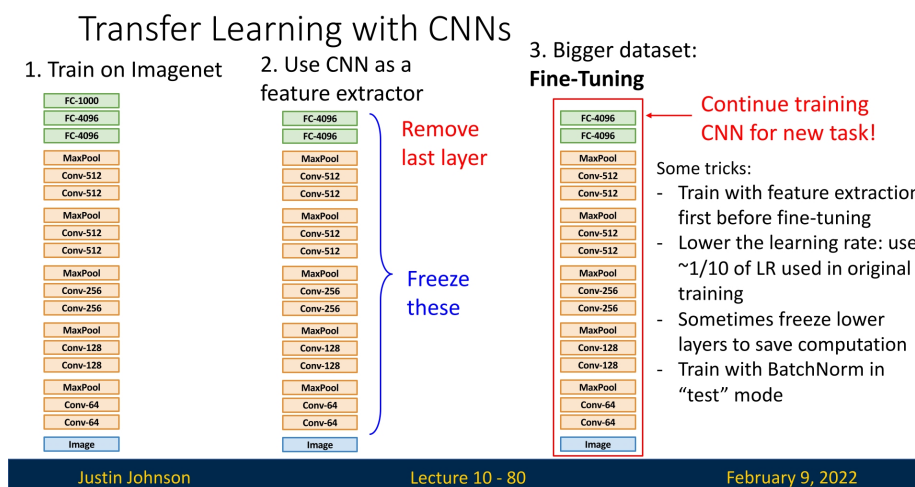 Transfer Learning with CNNs
1. Train on Imagenet
FC-1000
FC-4096
FC-4096
MaxPool
Conv-512
Conv-512
MaxPool
Conv-512
Conv-512
MaxPool
Conv-256
Conv-256
MaxPool
Conv-128
Conv-128
MaxPool
Conv-64
Conv-64
Image
2. Use CNN as a
feature extractor
FC-4096
FC-4096
MaxPool
Conv-512
Conv-512
MaxPool
Conv-512
Conv-512
MaxPool
Conv-256
Conv-256
MaxPool
Conv-128
Conv-128
MaxPool
Conv-64
Conv-64
Image
Remove
last layer
Freeze
these
3. Bigger dataset:
Fine-Tuning
FC-4096
FC-4096
MaxPool
Conv-512
Conv-512
MaxPool
Conv-512
Conv-512
MaxPool
Conv-256
Conv-256
MaxPool
Conv-128
Conv-128
MaxPool
Conv-64
Conv-64
Image
Continue training
CNN for new task!
Some tricks:
- Train with feature extraction
first before fine-tuning
- Lower the learning rate: use
~1/10 of LR used in original
training
- Sometimes freeze lower
layers to save computation
- Train with BatchNorm in
“test” mode
Justin Johnson
Lecture 10 - 80
February 9, 2022